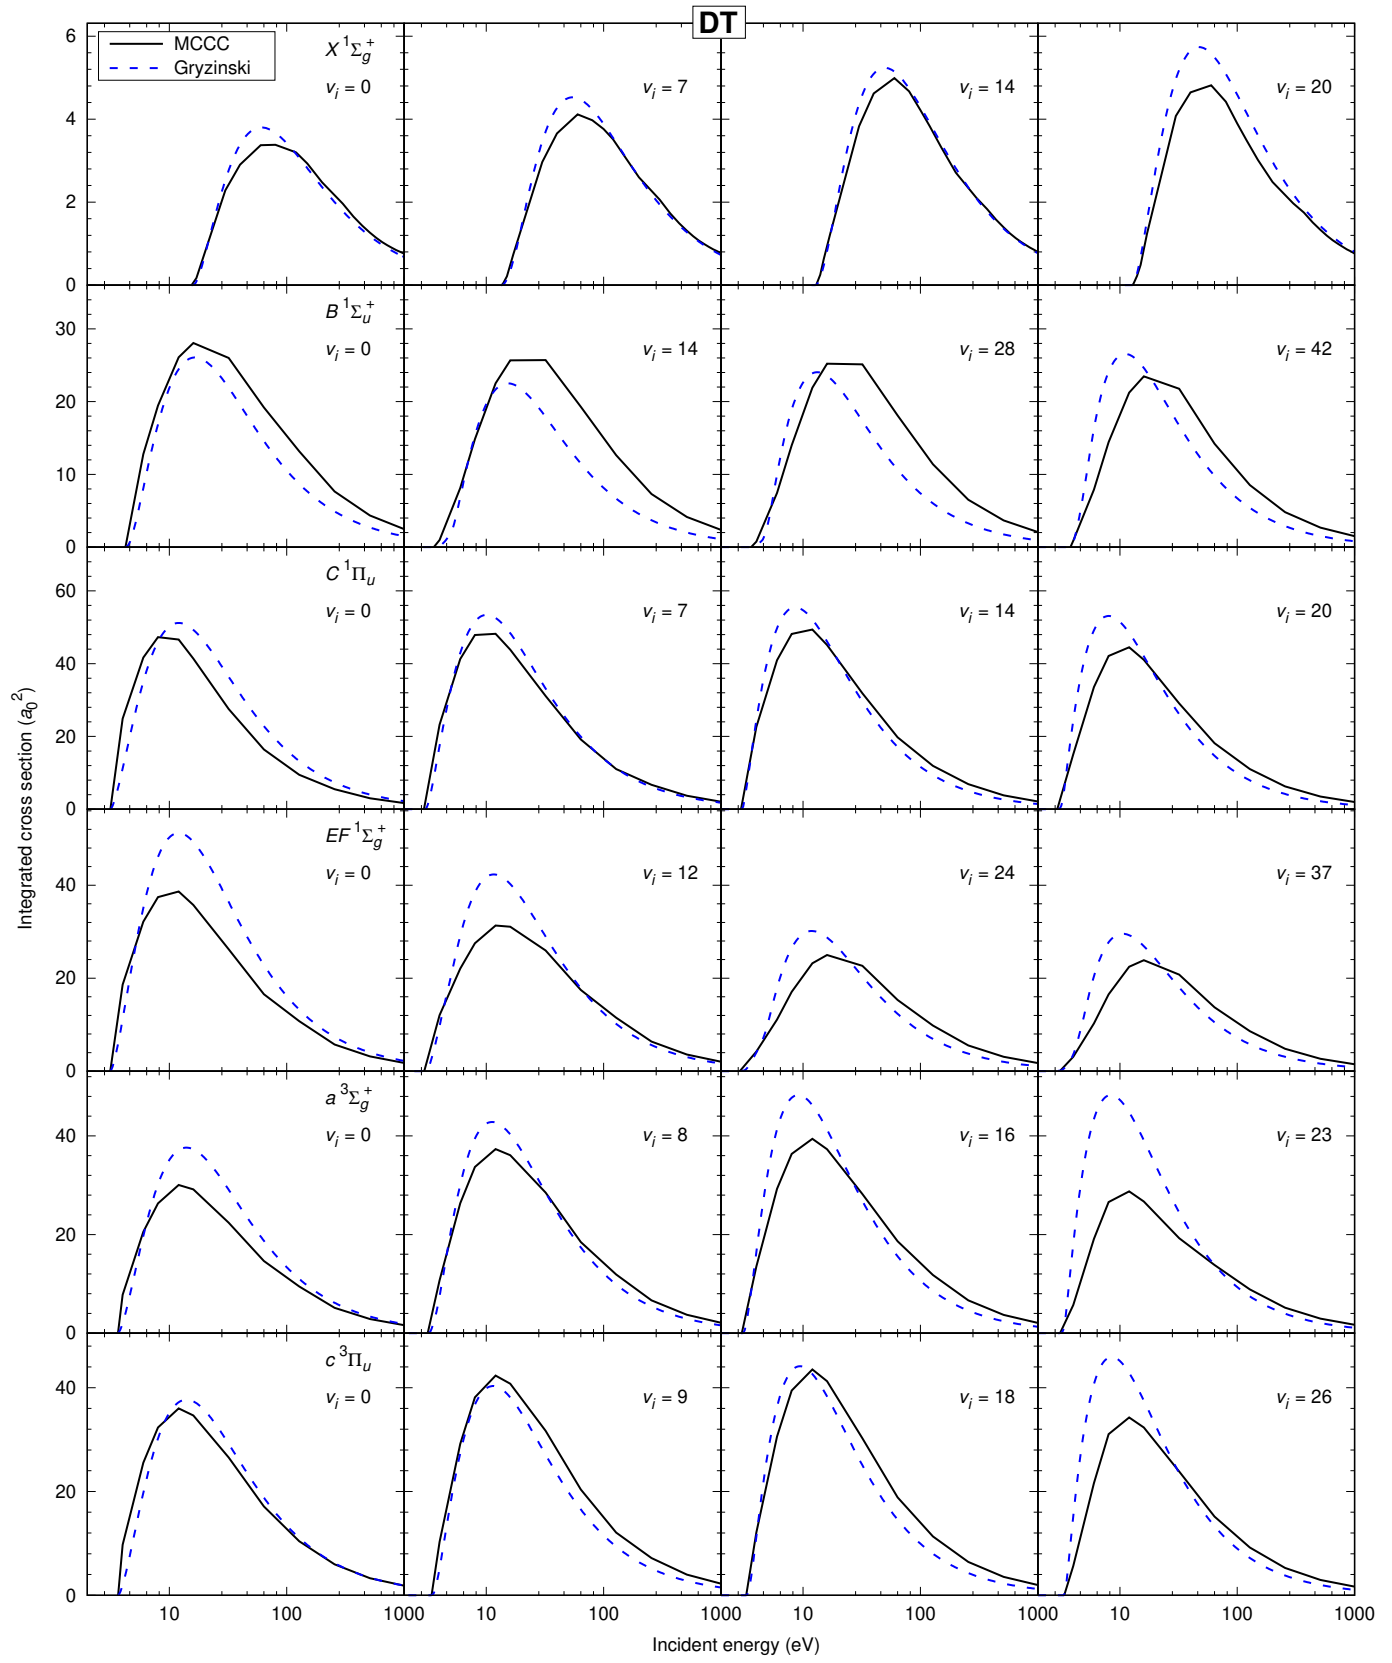 DT
MCCC
Gryzinski
X ¹Σg⁺
vi = 0
vi = 7
vi = 14
vi = 20
6
4
2
0
B ¹Σu⁺
vi = 0
vi = 14
vi = 28
vi = 42
30
20
10
0
C ¹Πu
vi = 0
vi = 7
vi = 14
vi = 20
60
40
20
0
Integrated cross section (a₀²)
EF ¹Σg⁺
vi = 0
vi = 12
vi = 24
vi = 37
40
20
0
a ³Σg⁺
vi = 0
vi = 8
vi = 16
vi = 23
40
20
0
c ³Πu
vi = 0
vi = 9
vi = 18
vi = 26
40
20
0
10 100 1000 10 100 1000 10 100 1000 10 100 1000
Incident energy (eV)